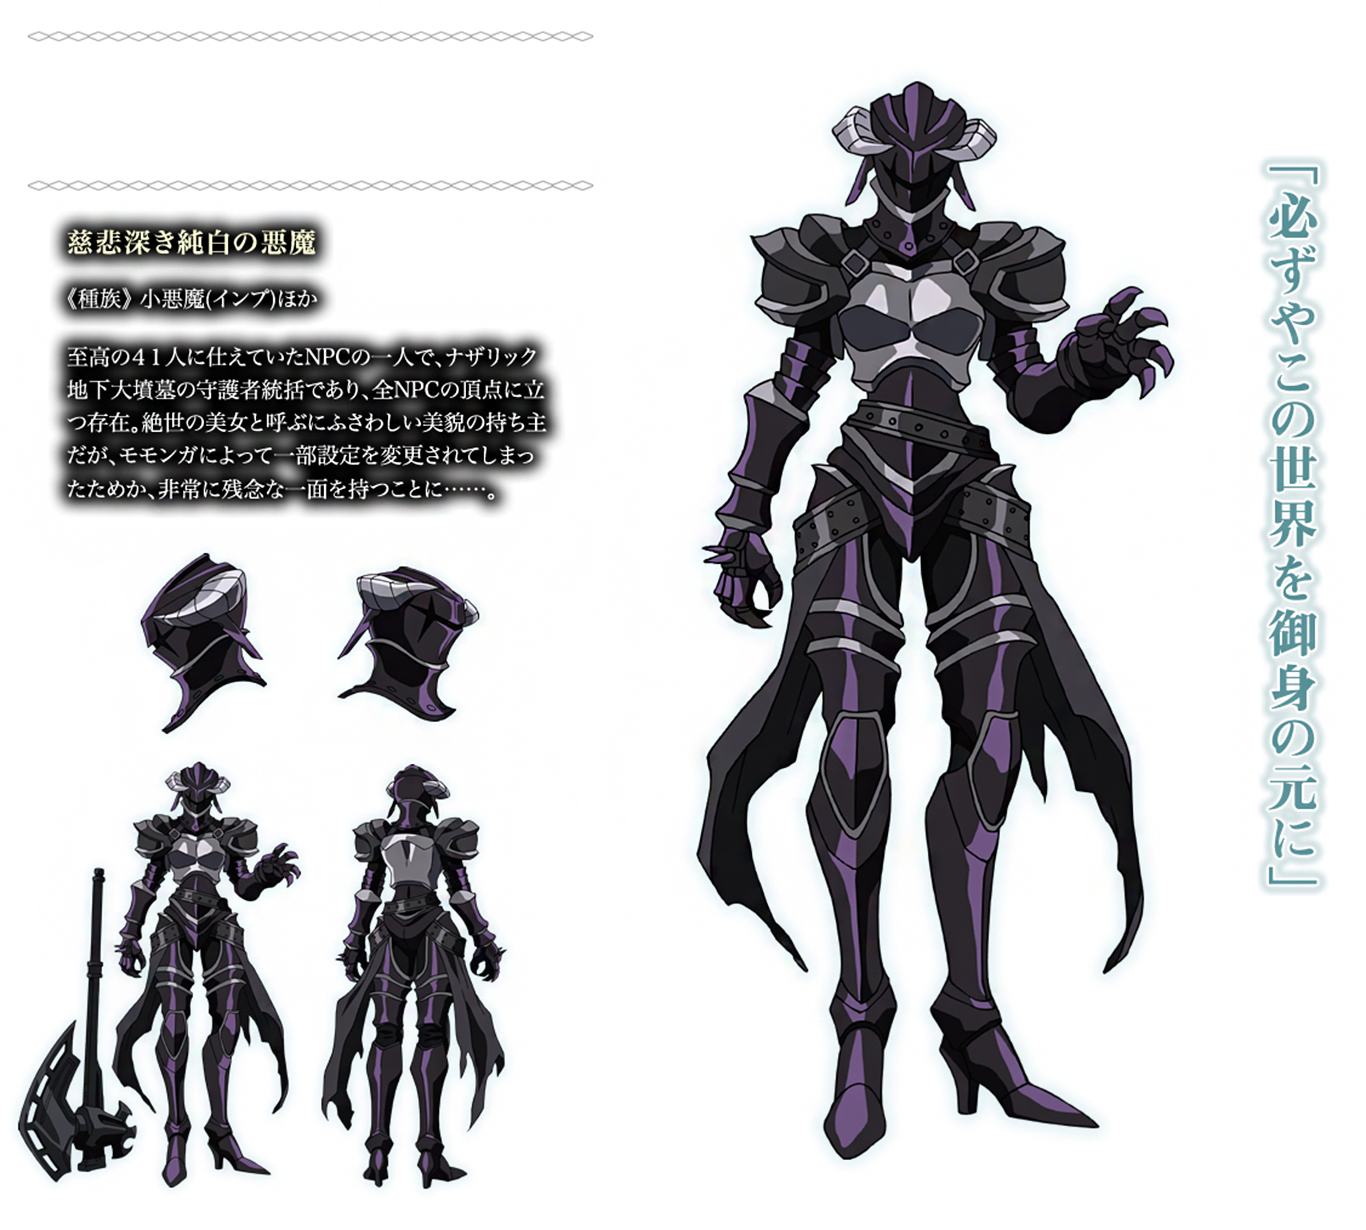 慈悲深き純白の悪魔
《種族》小悪魔(インプ)ほか
至高の41人に仕えていたNPCの一人で、ナザリック
地下大墳墓の守護者統括であり、全NPCの頂点に立
つ存在。絶世の美女と呼ぶにふさわしい美貌の持ち主
だが、モモンガによって一部設定を変更されてしまっ
たためか、非常に残念な一面を持つことに……。
「必ずやこの世界を御身の元に」